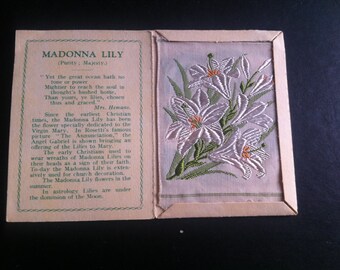 MADONNA LILY
(Purity; Majesty.)
"Yet the great ocean hath no
tone or power
Mightier to reach the soul in
thought's hushed hour,
Than yours, ye lilies, chosen
thus and graced"
Mrs. Hemans.
Since the earliest Christian
times, the Madonna Lily has been
the flower specially dedicated to the
Virgin Mary. In Rosetti's famous
picture "The Annunciation," the
Angel Gabriel is shown bringing an
offering of the Lilies to Mary.
The early Christians used to
wear wreaths of Madonna Lilies on
their heads as a sign of their faith.
To-day the Madonna Lily is exten-
sively used for church decoration.
The Madonna Lily flowers in the
summer.
In astrology Lilies are under
the dominion of the Moon.